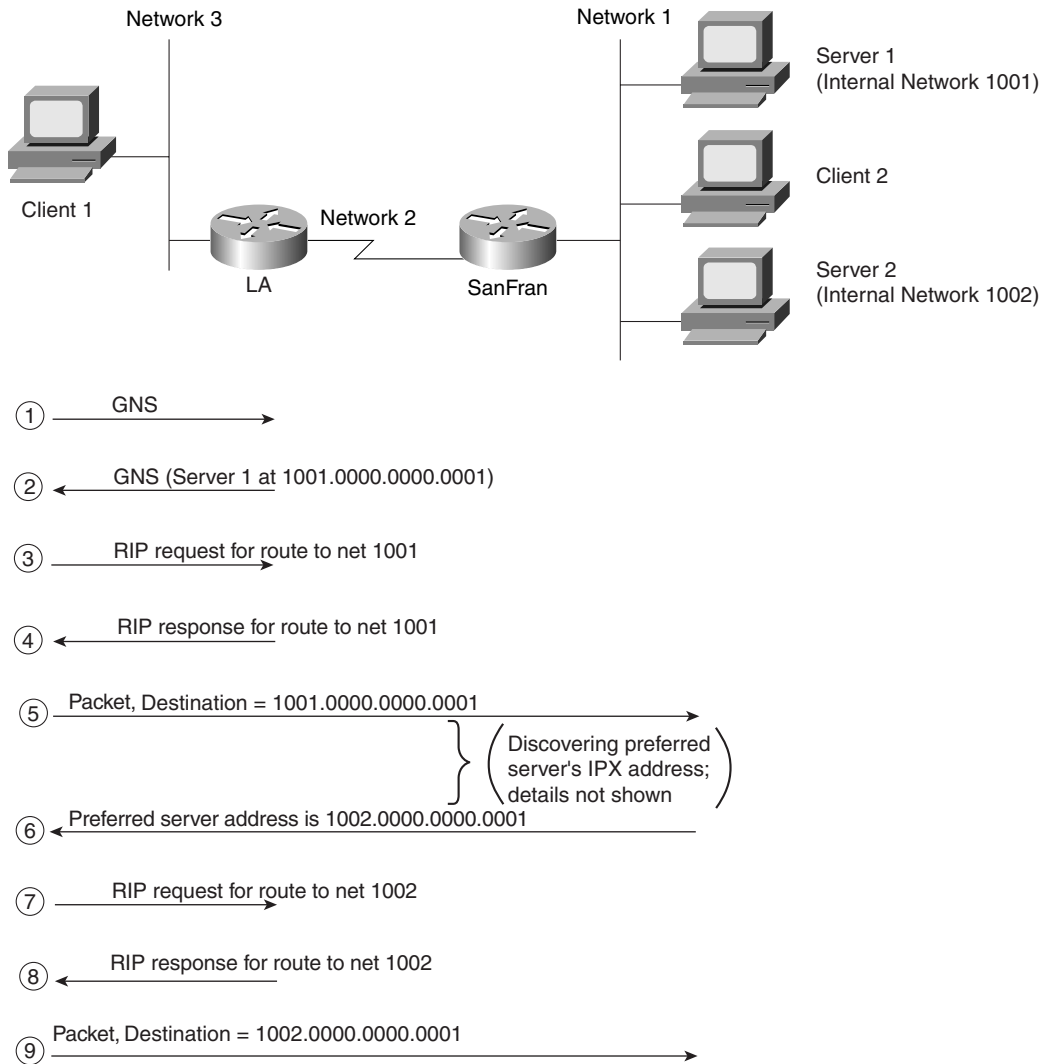 Network 3
Network 1
Server 1
(Internal Network 1001)
Client 2
Client 1
Network 2
LA
SanFran
Server 2
(Internal Network 1002)
1 GNS
2 GNS (Server 1 at 1001.0000.0000.0001)
3 RIP request for route to net 1001
4 RIP response for route to net 1001
5 Packet, Destination = 1001.0000.0000.0001
Discovering preferred
server's IPX address;
details not shown
6 Preferred server address is 1002.0000.0000.0001
7 RIP request for route to net 1002
8 RIP response for route to net 1002
9 Packet, Destination = 1002.0000.0000.0001